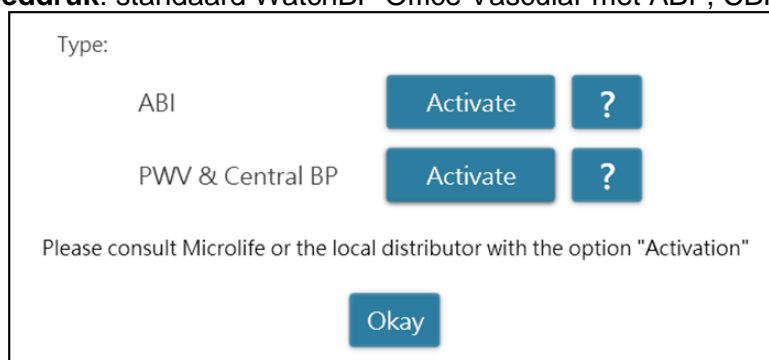 Type:
ABI Activate ?
PWV & Central BP Activate ?
Please consult Microlife or the local distributor with the option "Activation"
Okay